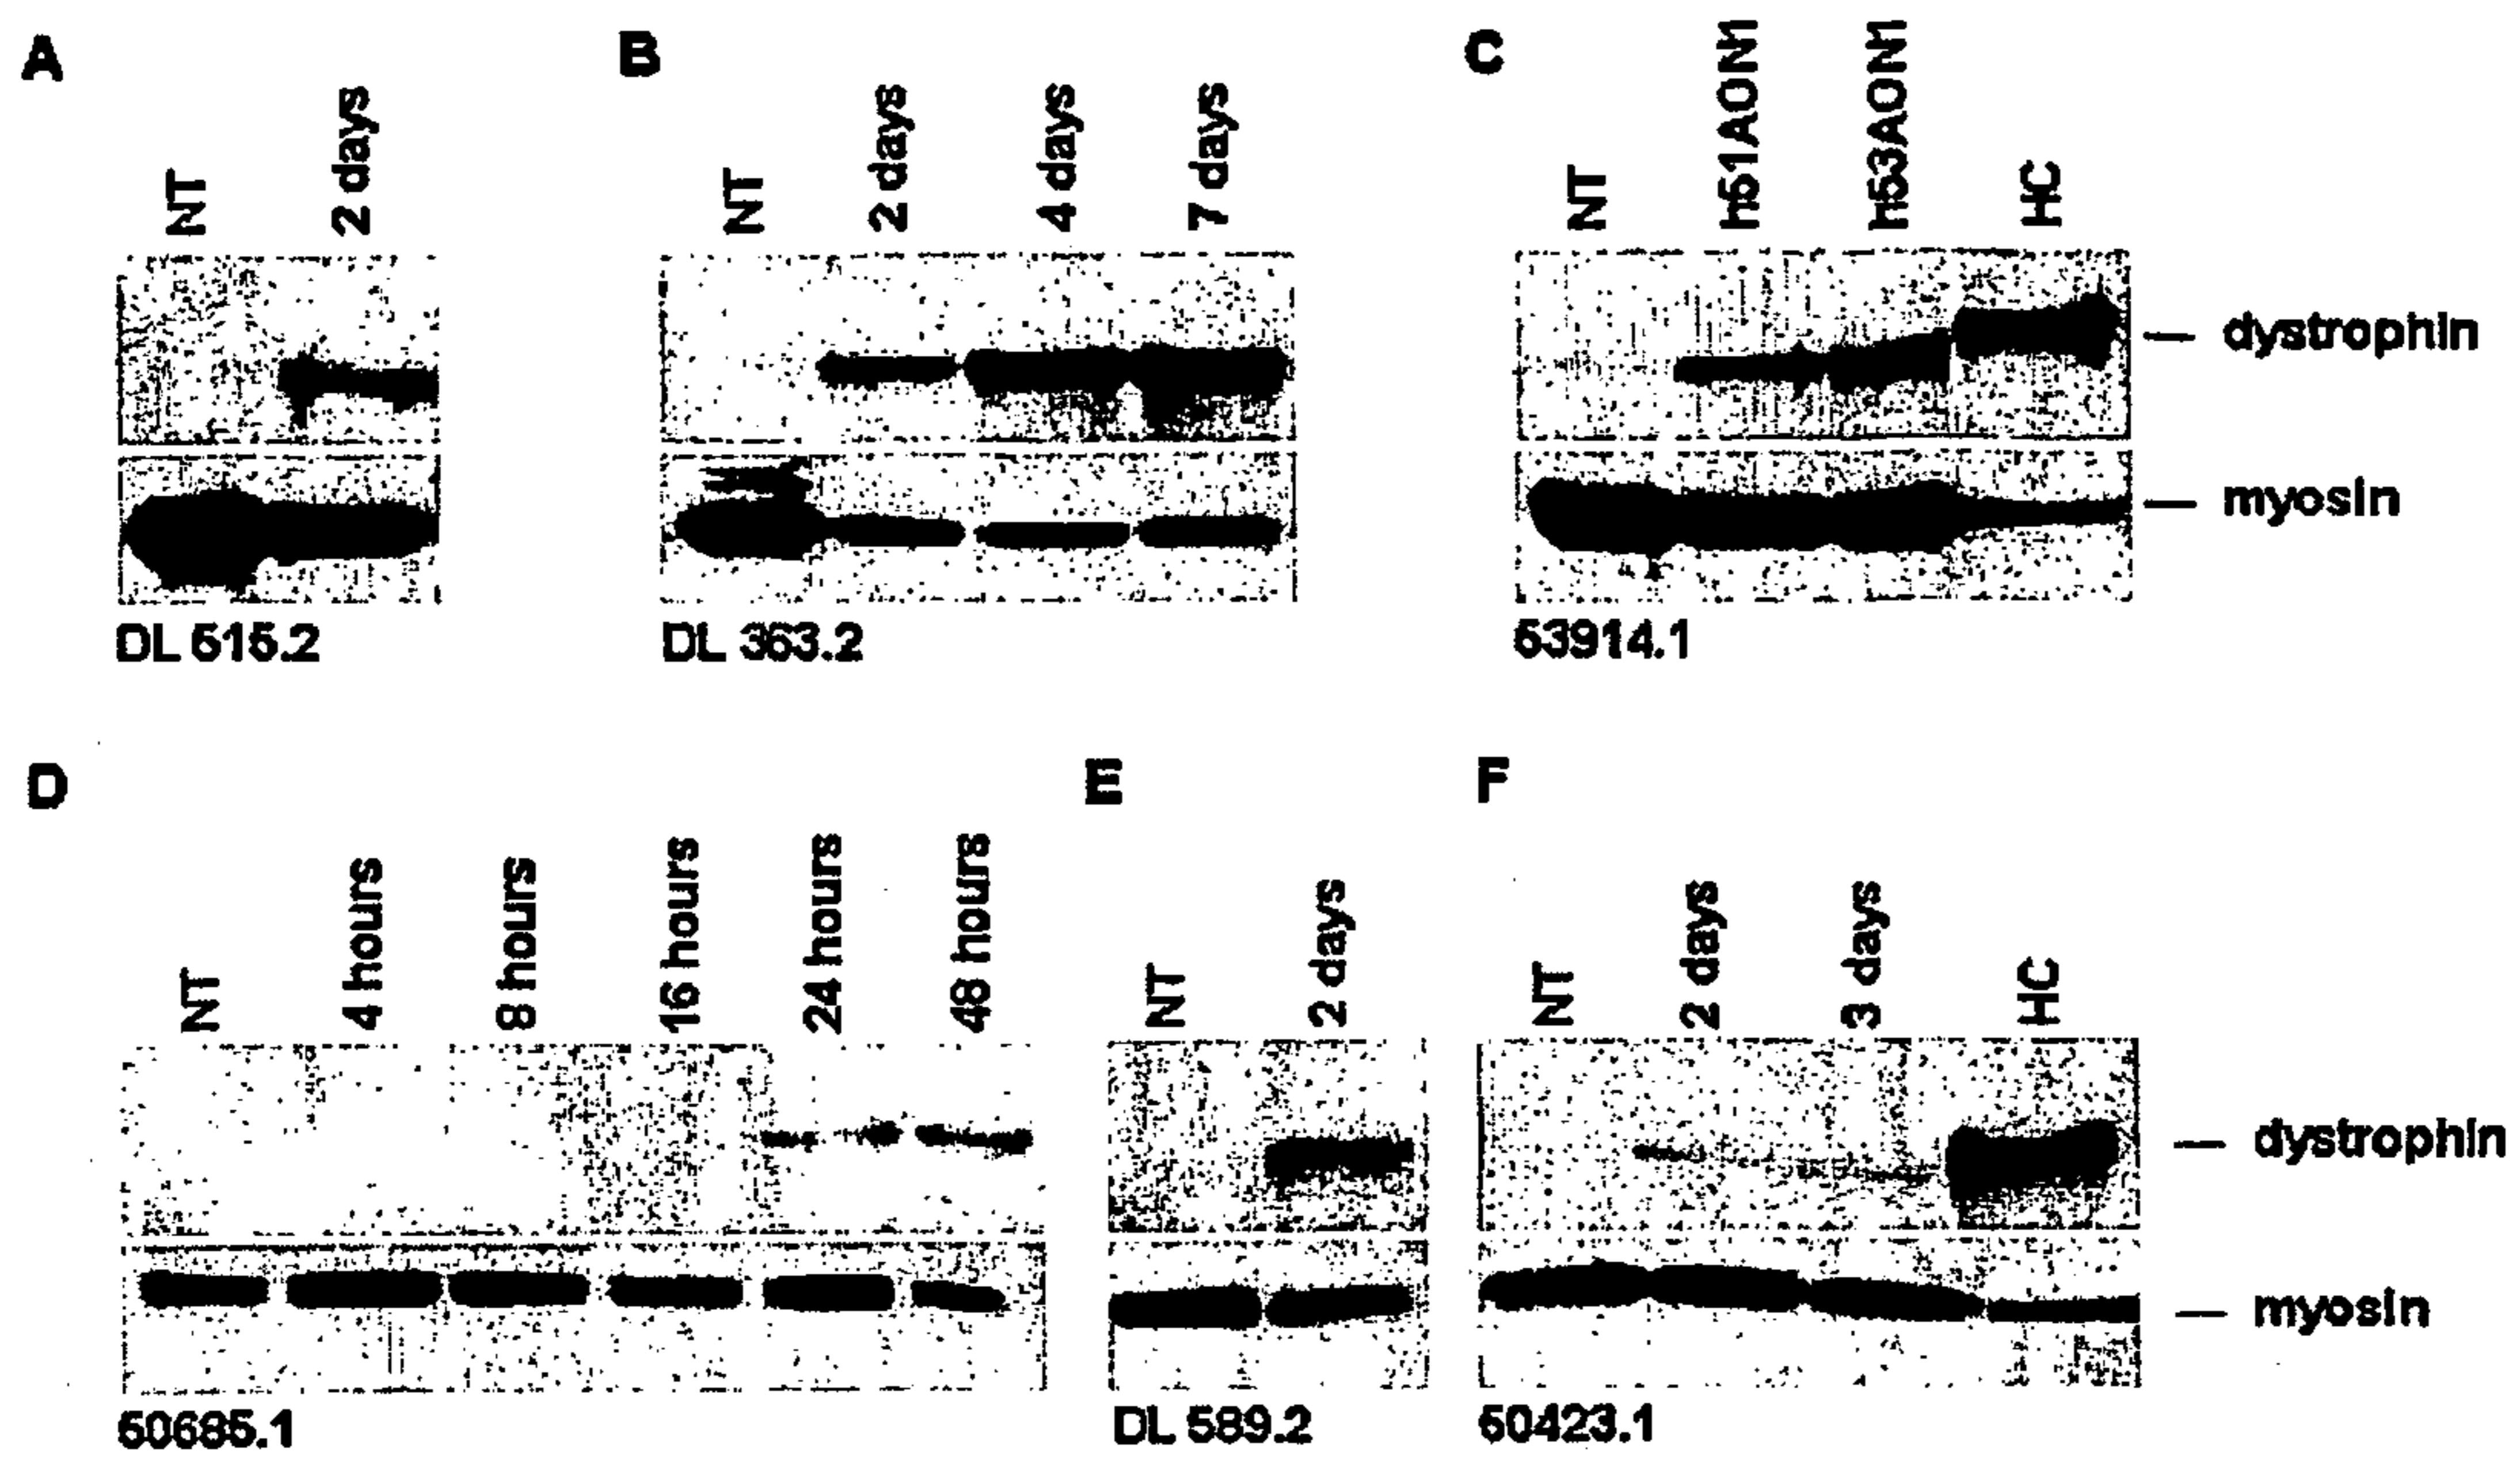 A
B
C
NT
2 days
NT
2 days
4 days
7 days
NT
h51AON1
h53AON1
HC
dystrophin
myosin
DL 515.2
DL 363.2
53914.1
D
E
F
NT
4 hours
8 hours
16 hours
24 hours
48 hours
NT
2 days
NT
2 days
3 days
HC
dystrophin
myosin
50685.1
DL 589.2
50423.1